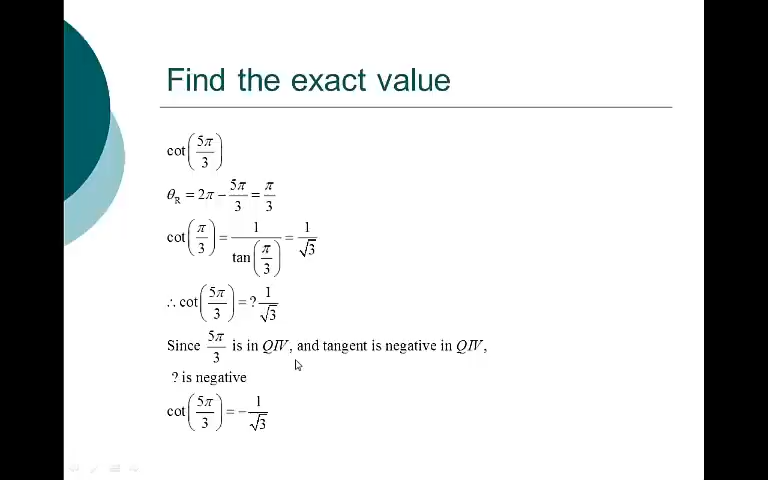 Find the exact value
cot(5π/3)
θ_R = 2π − 5π/3 = π/3
cot(π/3) = 1/tan(π/3) = 1/√3
∴ cot(5π/3) = ? 1/√3
Since 5π/3 is in QIV, and tangent is negative in QIV,
? is negative
cot(5π/3) = − 1/√3